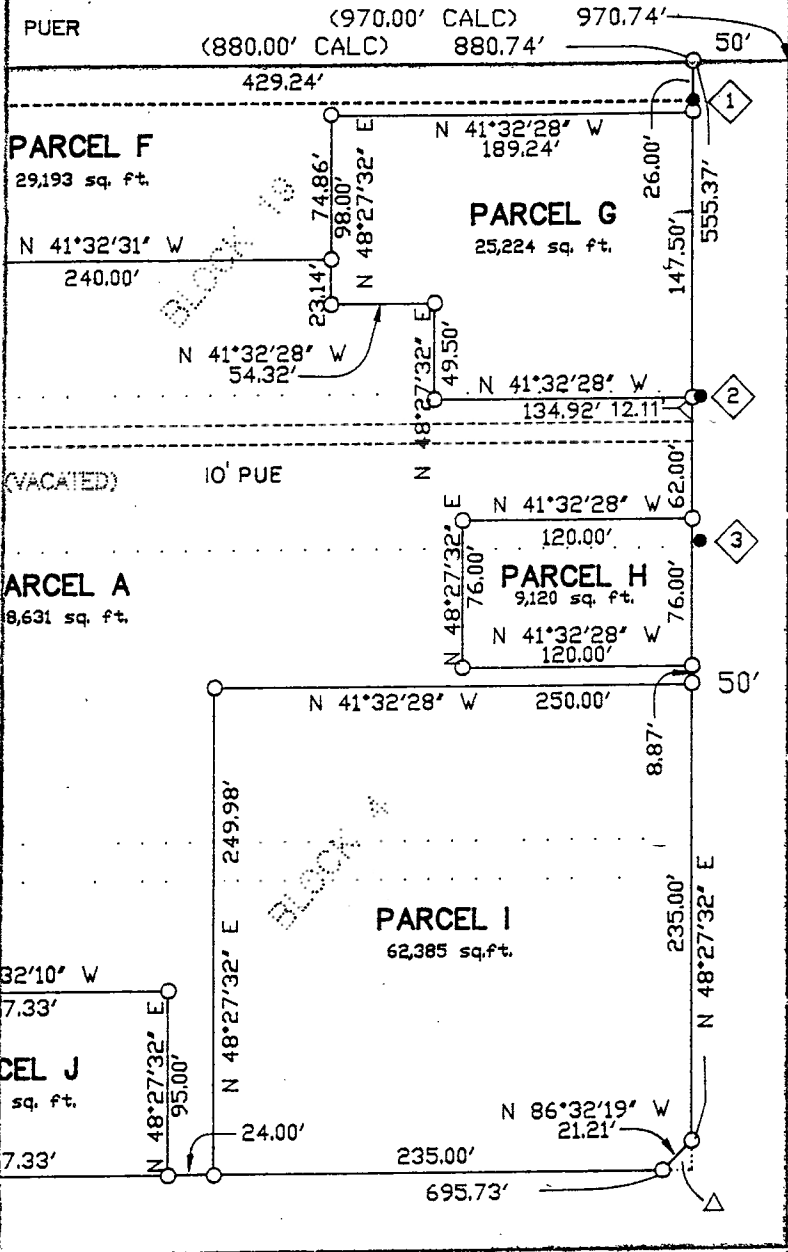 PUER
(970.00' CALC) 970.74'
(880.00' CALC) 880.74' 50'
429.24'
1
PARCEL F
29,193 sq. ft.
N 41°32'28" W
189.24'
26.00'
555.37'
74.86'
98.00'
N 48°27'32" E
PARCEL G
25,224 sq. ft.
147.50'
BLOCK 19
N 41°32'31" W
240.00'
23.14'
N 41°32'28" W
54.32'
N 48°27'32" E
49.50'
N 41°32'28" W
134.92' 12.11'
2
(VACATED)
10' PUE
62.00'
N 41°32'28" W
120.00'
3
N 48°27'32" E
76.00'
PARCEL H
9,120 sq. ft.
76.00'
N 41°32'28" W
120.00'
ARCEL A
8,631 sq. ft.
50'
N 41°32'28" W 250.00'
8.87'
249.98'
N 48°27'32" E
BLOCK
PARCEL I
62,385 sq.ft.
235.00'
N 48°27'32" E
32'10" W
7.33'
CEL J
sq. ft.
N 48°27'32" E
95.00'
7.33'
24.00'
N 86°32'19" W
21.21'
235.00'
695.73'